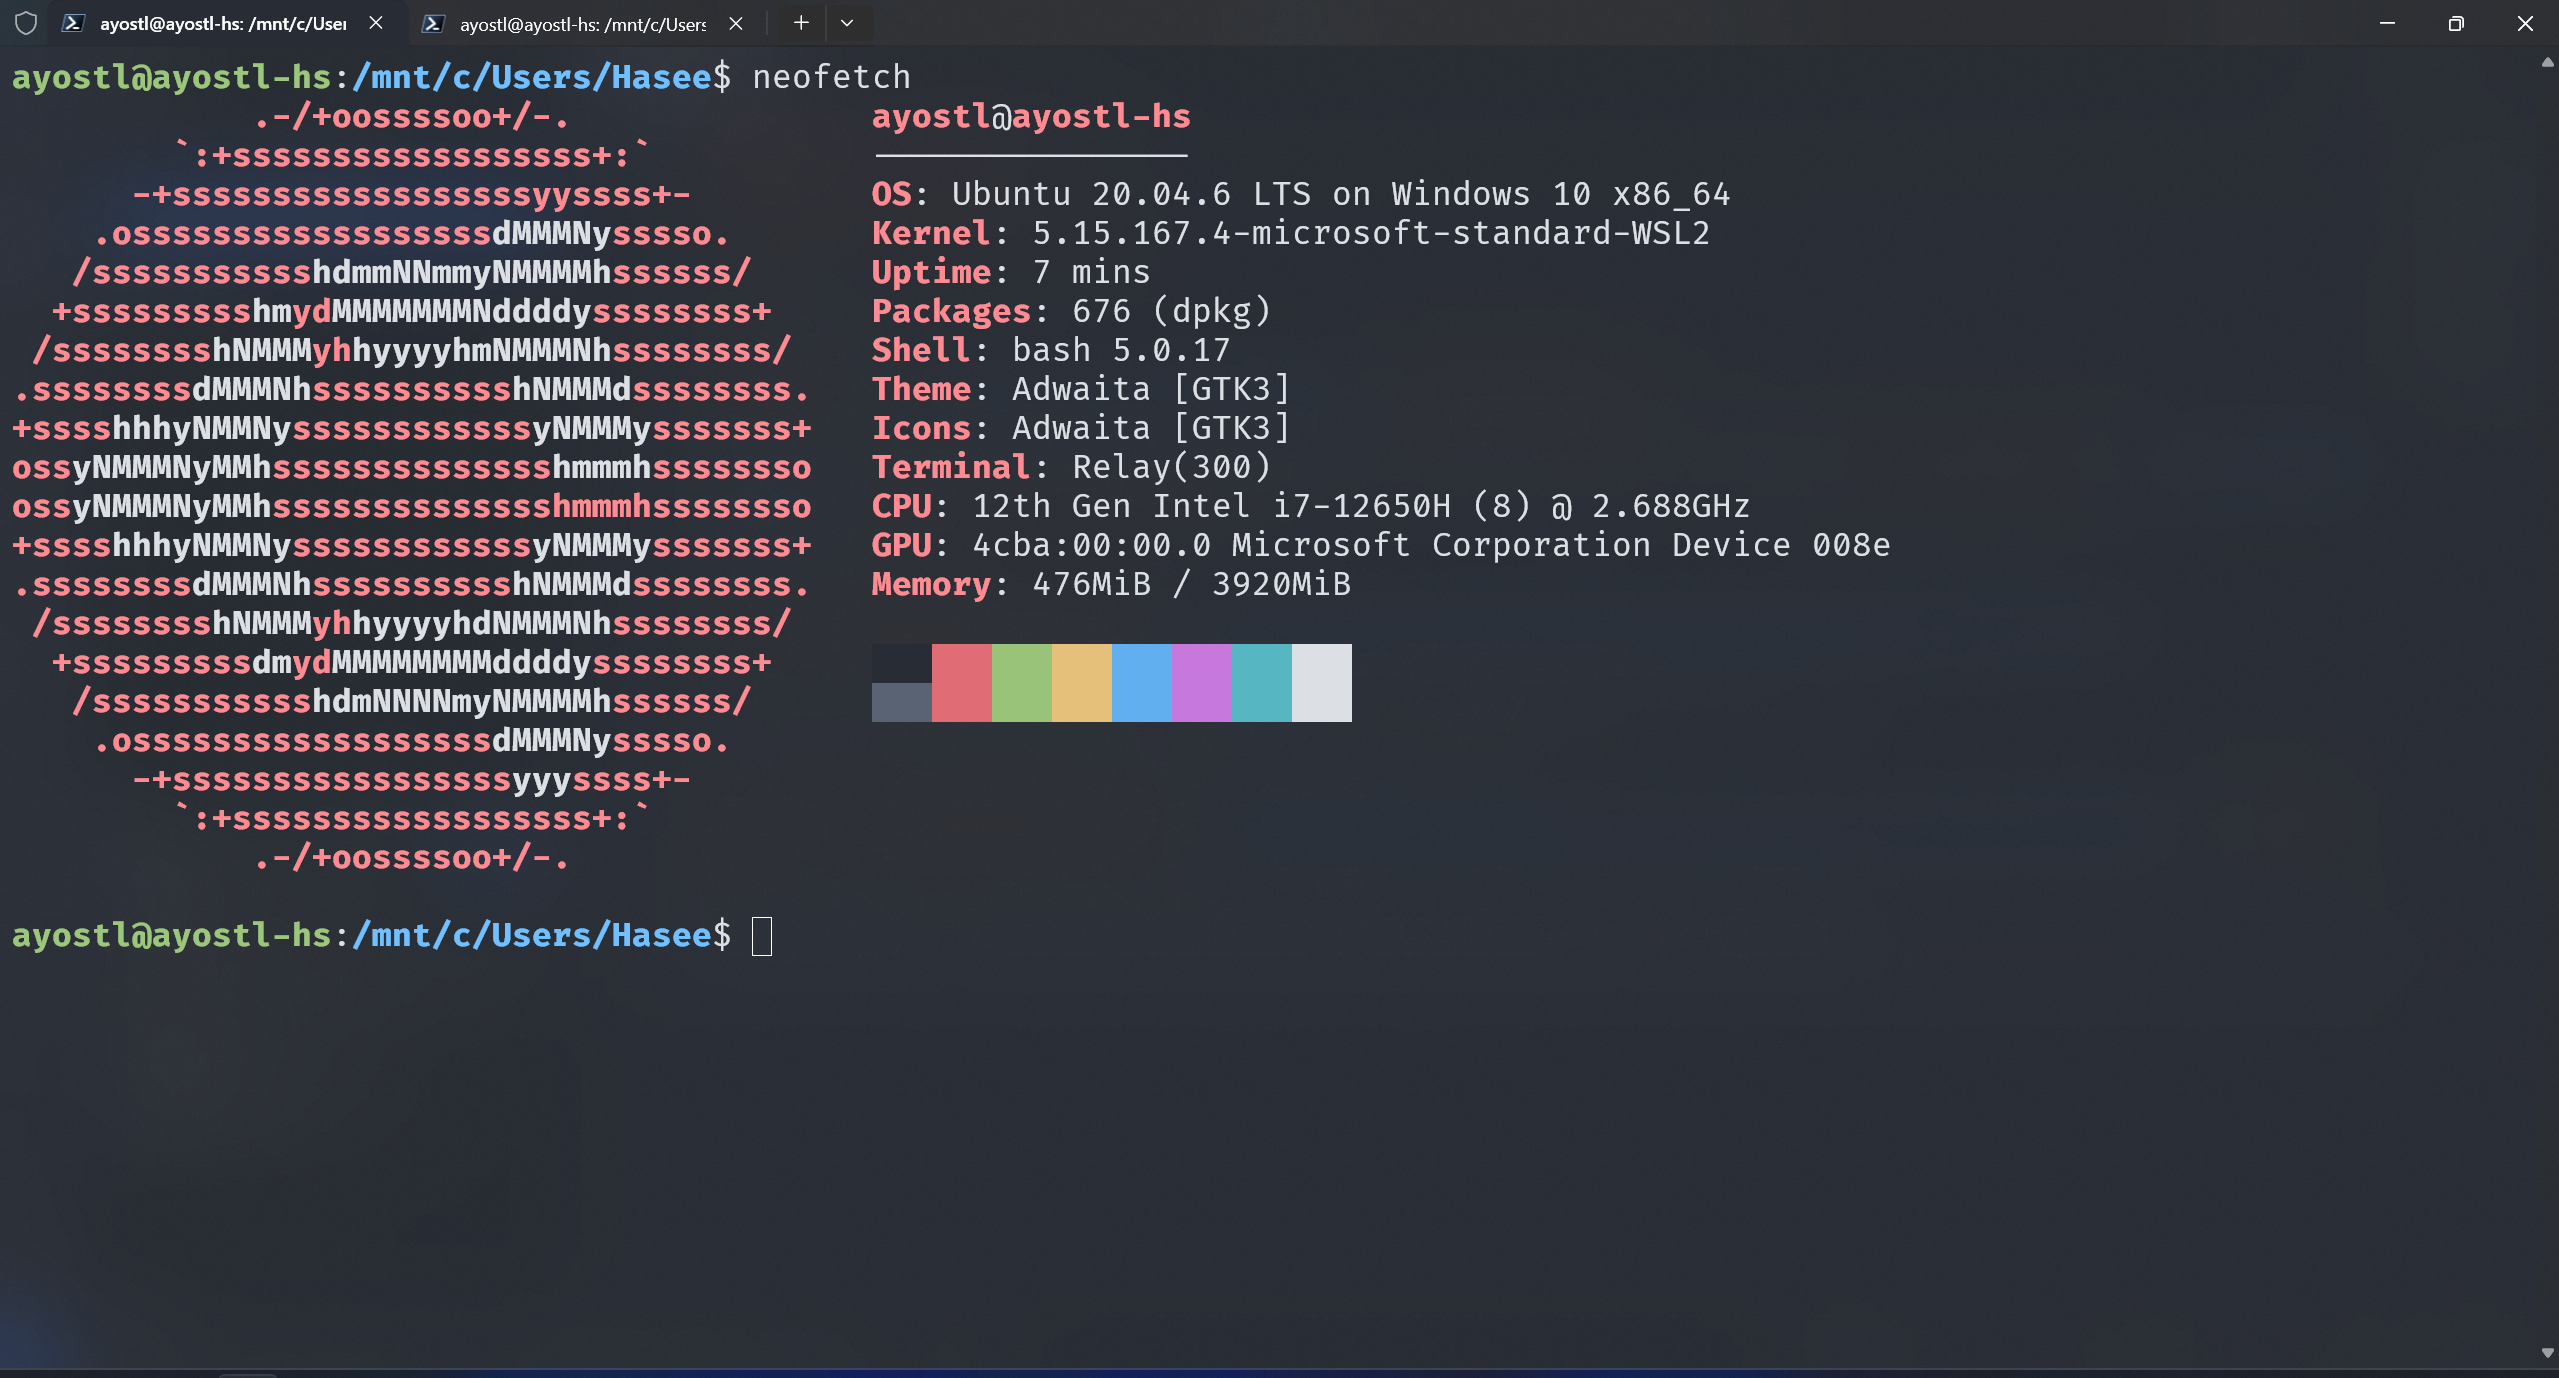 ayostl@ayostl-hs: /mnt/c/User
ayostl@ayostl-hs: /mnt/c/Users
ayostl@ayostl-hs:/mnt/c/Users/Hasee$ neofetch
.-/+oossssoo+/-. ayostl@ayostl-hs
`:+ssssssssssssssssss+:` ----------------
-+ssssssssssssssssssyyssss+- OS: Ubuntu 20.04.6 LTS on Windows 10 x86_64
.ossssssssssssssssssdMMMNysssso. Kernel: 5.15.167.4-microsoft-standard-WSL2
/ssssssssssshdmmNNmmyNMMMMhssssss/ Uptime: 7 mins
+ssssssssshmydMMMMMMMNddddyssssssss+ Packages: 676 (dpkg)
/sssssssshNMMMyhhyyyyhmNMMMNhssssssss/ Shell: bash 5.0.17
.ssssssssdMMMNhsssssssssshNMMMdssssssss. Theme: Adwaita [GTK3]
+sssshhhyNMMNyssssssssssssyNMMMysssssss+ Icons: Adwaita [GTK3]
ossyNMMMNyMMhsssssssssssssshmmmhssssssso Terminal: Relay(300)
ossyNMMMNyMMhsssssssssssssshmmmhssssssso CPU: 12th Gen Intel i7-12650H (8) @ 2.688GHz
+sssshhhyNMMNyssssssssssssyNMMMysssssss+ GPU: 4cba:00:00.0 Microsoft Corporation Device 008e
.ssssssssdMMMNhsssssssssshNMMMdssssssss. Memory: 476MiB / 3920MiB
/sssssssshNMMMyhhyyyyhdNMMMNhssssssss/
+sssssssssdmydMMMMMMMMddddyssssssss+
/ssssssssssshdmNNNNmyNMMMMhssssss/
.ossssssssssssssssssdMMMNysssso.
-+sssssssssssssssssyyyssss+-
`:+ssssssssssssssssss+:`
.-/+oossssoo+/-.
ayostl@ayostl-hs:/mnt/c/Users/Hasee$